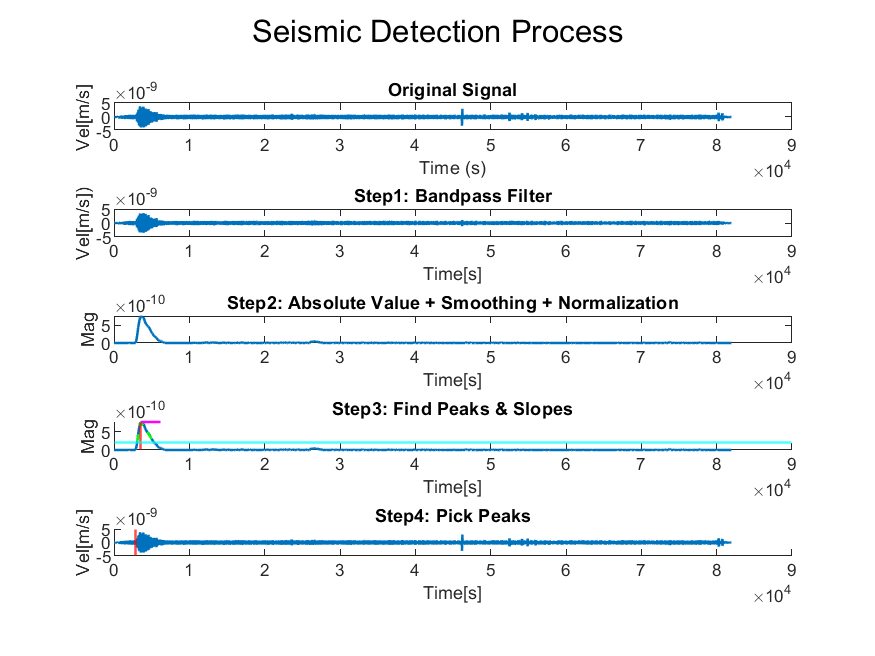 Seismic Detection Process
×10^-9
Original Signal
Vel[m/s]
5
0
-5
0 1 2 3 4 5 6 7 8 9
Time (s)
×10^4
×10^-9
Step1: Bandpass Filter
Vel[m/s])
5
0
-5
0 1 2 3 4 5 6 7 8 9
Time[s]
×10^4
×10^-10
Step2: Absolute Value + Smoothing + Normalization
Mag
5
0
0 1 2 3 4 5 6 7 8 9
Time[s]
×10^4
×10^-10
Step3: Find Peaks & Slopes
Mag
5
0
0 1 2 3 4 5 6 7 8 9
Time[s]
×10^4
×10^-9
Step4: Pick Peaks
Vel[m/s]
5
0
-5
0 1 2 3 4 5 6 7 8 9
Time[s]
×10^4